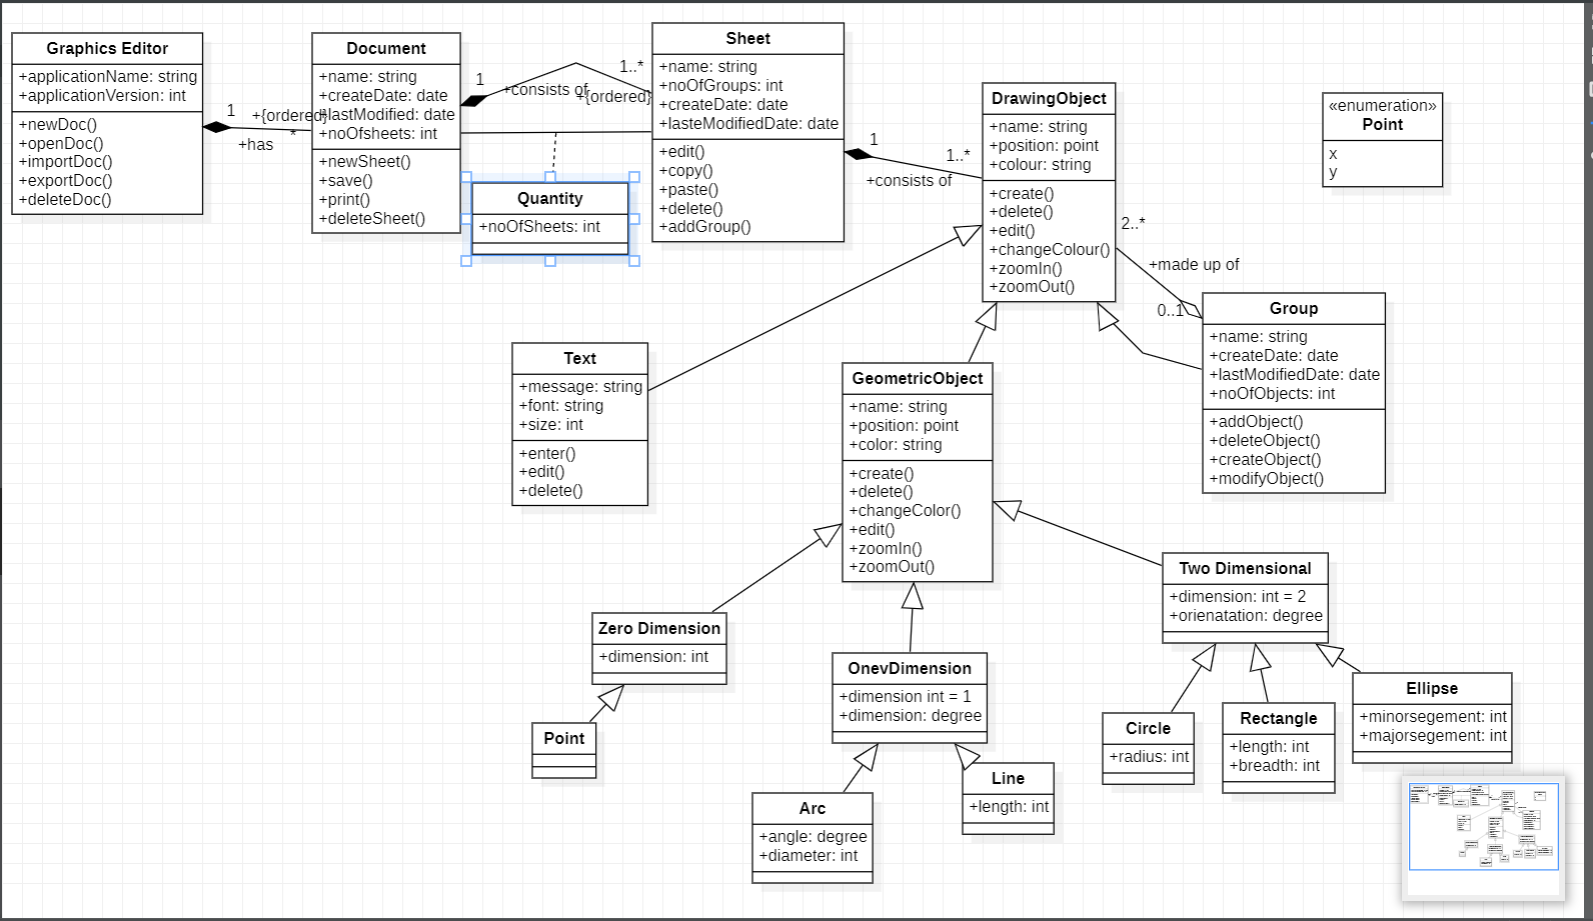 Graphics Editor
+applicationName: string
+applicationVersion: int
+newDoc()
+openDoc()
+importDoc()
+exportDoc()
+deleteDoc()
1
+{ordered}
+has
*
Document
+name: string
+createDate: date
+lastModified: date
+noOfsheets: int
+newSheet()
+save()
+print()
+deleteSheet()
1
+consists of
1..*
+{ordered}
Quantity
+noOfSheets: int
Sheet
+name: string
+noOfGroups: int
+createDate: date
+lasteModifiedDate: date
+edit()
+copy()
+paste()
+delete()
+addGroup()
1
1..*
+consists of
DrawingObject
+name: string
+position: point
+colour: string
+create()
+delete()
+edit()
+changeColour()
+zoomIn()
+zoomOut()
«enumeration»
Point
x
y
2..*
+made up of
0..1
Group
+name: string
+createDate: date
+lastModifiedDate: date
+noOfObjects: int
+addObject()
+deleteObject()
+createObject()
+modifyObject()
Text
+message: string
+font: string
+size: int
+enter()
+edit()
+delete()
GeometricObject
+name: string
+position: point
+color: string
+create()
+delete()
+changeColor()
+edit()
+zoomIn()
+zoomOut()
Zero Dimension
+dimension: int
Point
OnevDimension
+dimension int = 1
+dimension: degree
Arc
+angle: degree
+diameter: int
Line
+length: int
Two Dimensional
+dimension: int = 2
+orienatation: degree
Circle
+radius: int
Rectangle
+length: int
+breadth: int
Ellipse
+minorsegement: int
+majorsegement: int